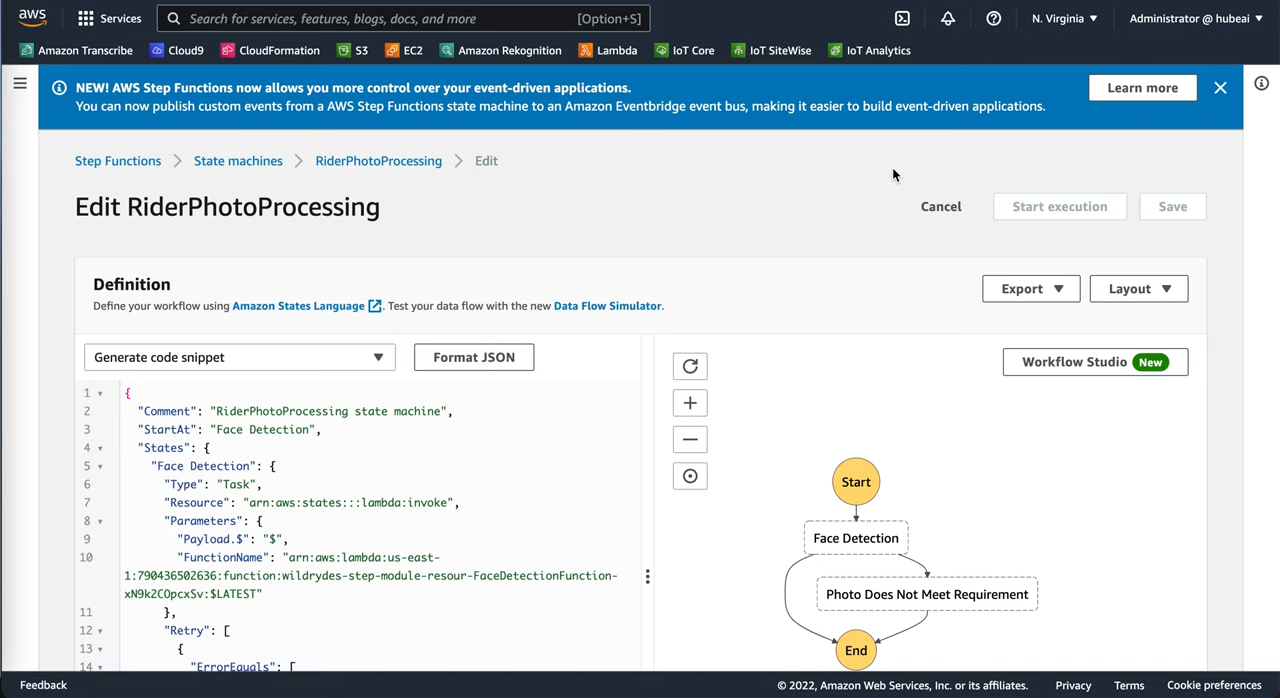 aws Services Search for services, features, blogs, docs, and more [Option+S] N. Virginia ▼ Administrator @ hubeai ▼
Amazon Transcribe Cloud9 CloudFormation S3 EC2 Amazon Rekognition Lambda IoT Core IoT SiteWise IoT Analytics
NEW! AWS Step Functions now allows you more control over your event-driven applications.
You can now publish custom events from a AWS Step Functions state machine to an Amazon Eventbridge event bus, making it easier to build event-driven applications.
Learn more
Step Functions > State machines > RiderPhotoProcessing > Edit
Edit RiderPhotoProcessing
Cancel Start execution Save
Definition
Define your workflow using Amazon States Language. Test your data flow with the new Data Flow Simulator.
Export ▼ Layout ▼
Generate code snippet ▼ Format JSON
1 {
2 "Comment": "RiderPhotoProcessing state machine",
3 "StartAt": "Face Detection",
4 "States": {
5 "Face Detection": {
6 "Type": "Task",
7 "Resource": "arn:aws:states:::lambda:invoke",
8 "Parameters": {
9 "Payload.$": "$",
10 "FunctionName": "arn:aws:lambda:us-east-
1:790436502636:function:wildrydes-step-module-resour-FaceDetectionFunction-
xN9k2COpcxSv:$LATEST"
11 },
12 "Retry": [
13 {
14 "ErrorEquals": [
Workflow Studio New
Start
Face Detection
Photo Does Not Meet Requirement
End
Feedback © 2022, Amazon Web Services, Inc. or its affiliates. Privacy Terms Cookie preferences